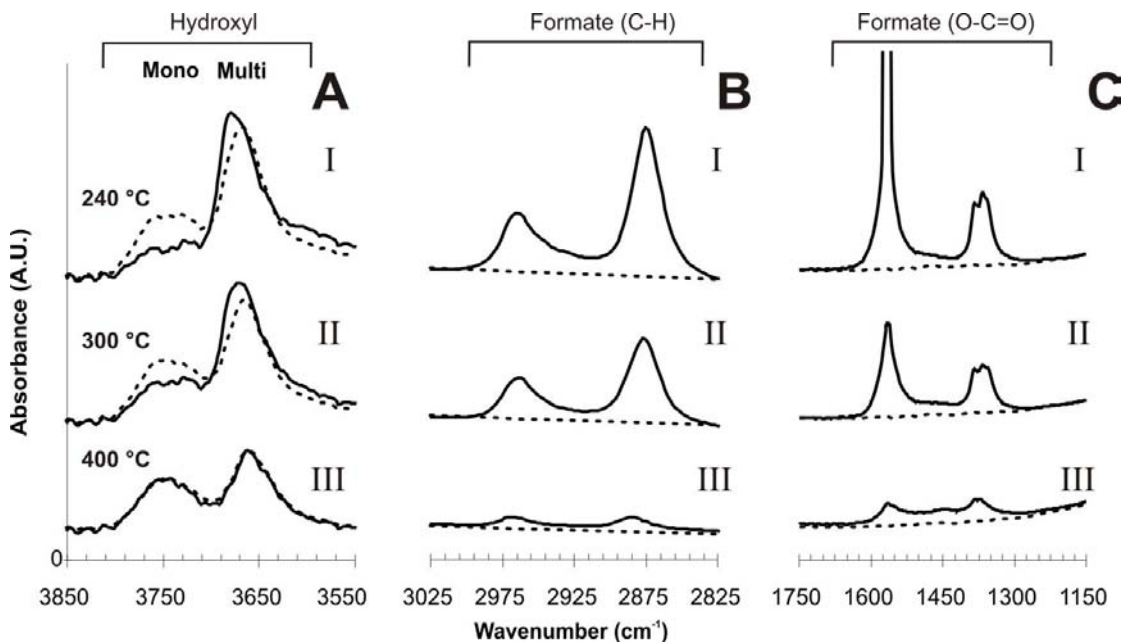 Hydroxyl
Formate (C-H)
Formate (O-C=O)
Mono Multi
A
B
C
I
I
I
240 °C
II
II
II
300 °C
III
III
III
400 °C
Absorbance (A.U.)
0
3850 3750 3650 3550
3025 2975 2925 2875 2825
1750 1600 1450 1300 1150
Wavenumber (cm⁻¹)